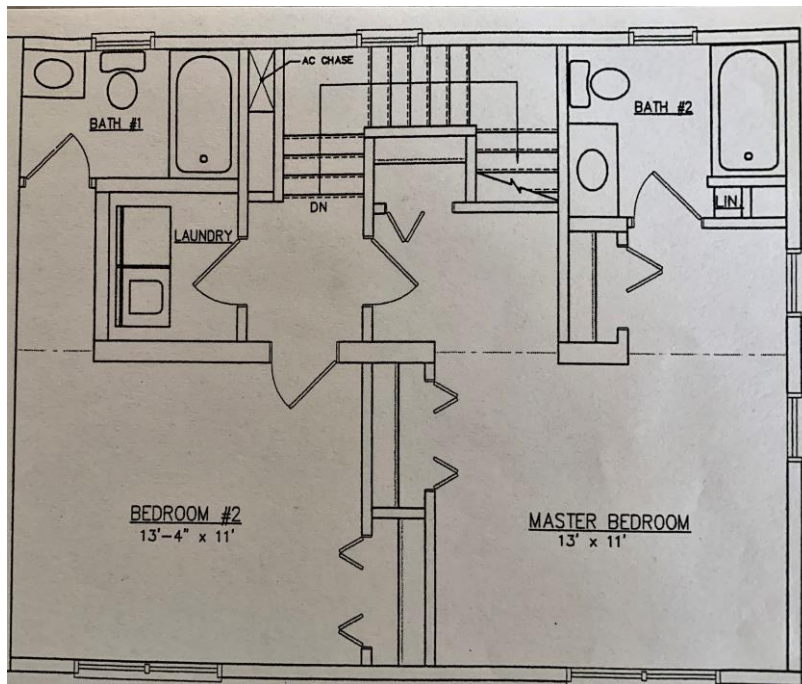 AC CHASE
BATH #1
BATH #2
LIN.
DN
LAUNDRY
BEDROOM #2
13'-4" x 11'
MASTER BEDROOM
13' x 11'